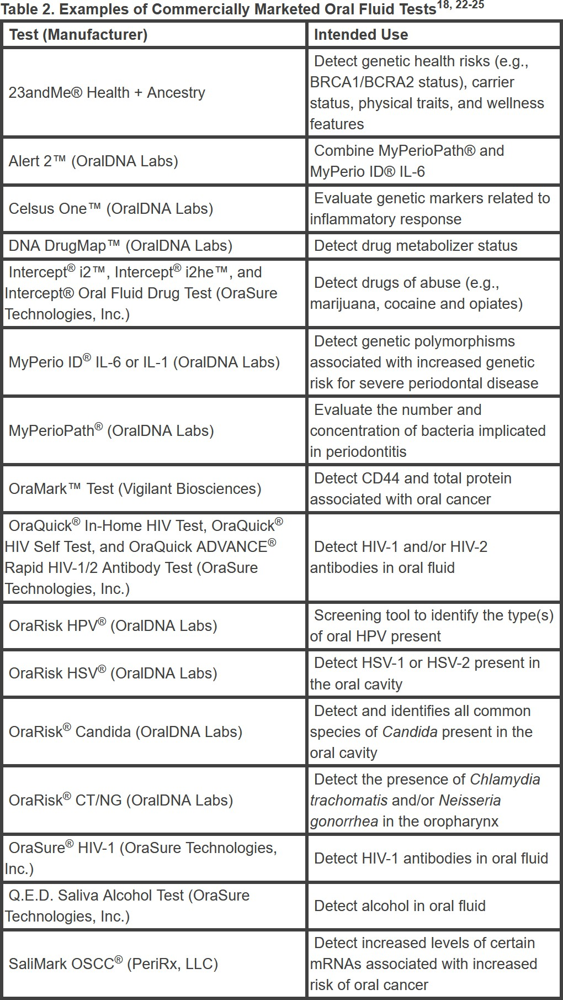 Table 2. Examples of Commercially Marketed Oral Fluid Tests18, 22-25
Test (Manufacturer)
Intended Use
23andMe® Health + Ancestry
Detect genetic health risks (e.g.,
BRCA1/BCRA2 status), carrier
status, physical traits, and wellness
features
Alert 2™ (OralDNA Labs)
Combine MyPerioPath® and
MyPerio ID® IL-6
Celsus One™ (OralDNA Labs)
Evaluate genetic markers related to
inflammatory response
DNA DrugMap™ (OralDNA Labs)
Detect drug metabolizer status
Intercept® i2™, Intercept® i2he™, and
Intercept® Oral Fluid Drug Test (OraSure
Technologies, Inc.)
Detect drugs of abuse (e.g.,
marijuana, cocaine and opiates)
MyPerio ID® IL-6 or IL-1 (OralDNA Labs)
Detect genetic polymorphisms
associated with increased genetic
risk for severe periodontal disease
MyPerioPath® (OralDNA Labs)
Evaluate the number and
concentration of bacteria implicated
in periodontitis
OraMark™ Test (Vigilant Biosciences)
Detect CD44 and total protein
associated with oral cancer
OraQuick® In-Home HIV Test, OraQuick®
HIV Self Test, and OraQuick ADVANCE®
Rapid HIV-1/2 Antibody Test (OraSure
Technologies, Inc.)
Detect HIV-1 and/or HIV-2
antibodies in oral fluid
OraRisk HPV® (OralDNA Labs)
Screening tool to identify the type(s)
of oral HPV present
OraRisk HSV® (OralDNA Labs)
Detect HSV-1 or HSV-2 present in
the oral cavity
OraRisk® Candida (OralDNA Labs)
Detect and identifies all common
species of Candida present in the
oral cavity
OraRisk® CT/NG (OralDNA Labs)
Detect the presence of Chlamydia
trachomatis and/or Neisseria
gonorrhea in the oropharynx
OraSure® HIV-1 (OraSure Technologies,
Inc.)
Detect HIV-1 antibodies in oral fluid
Q.E.D. Saliva Alcohol Test (OraSure
Technologies, Inc.)
Detect alcohol in oral fluid
SaliMark OSCC® (PeriRx, LLC)
Detect increased levels of certain
mRNAs associated with increased
risk of oral cancer